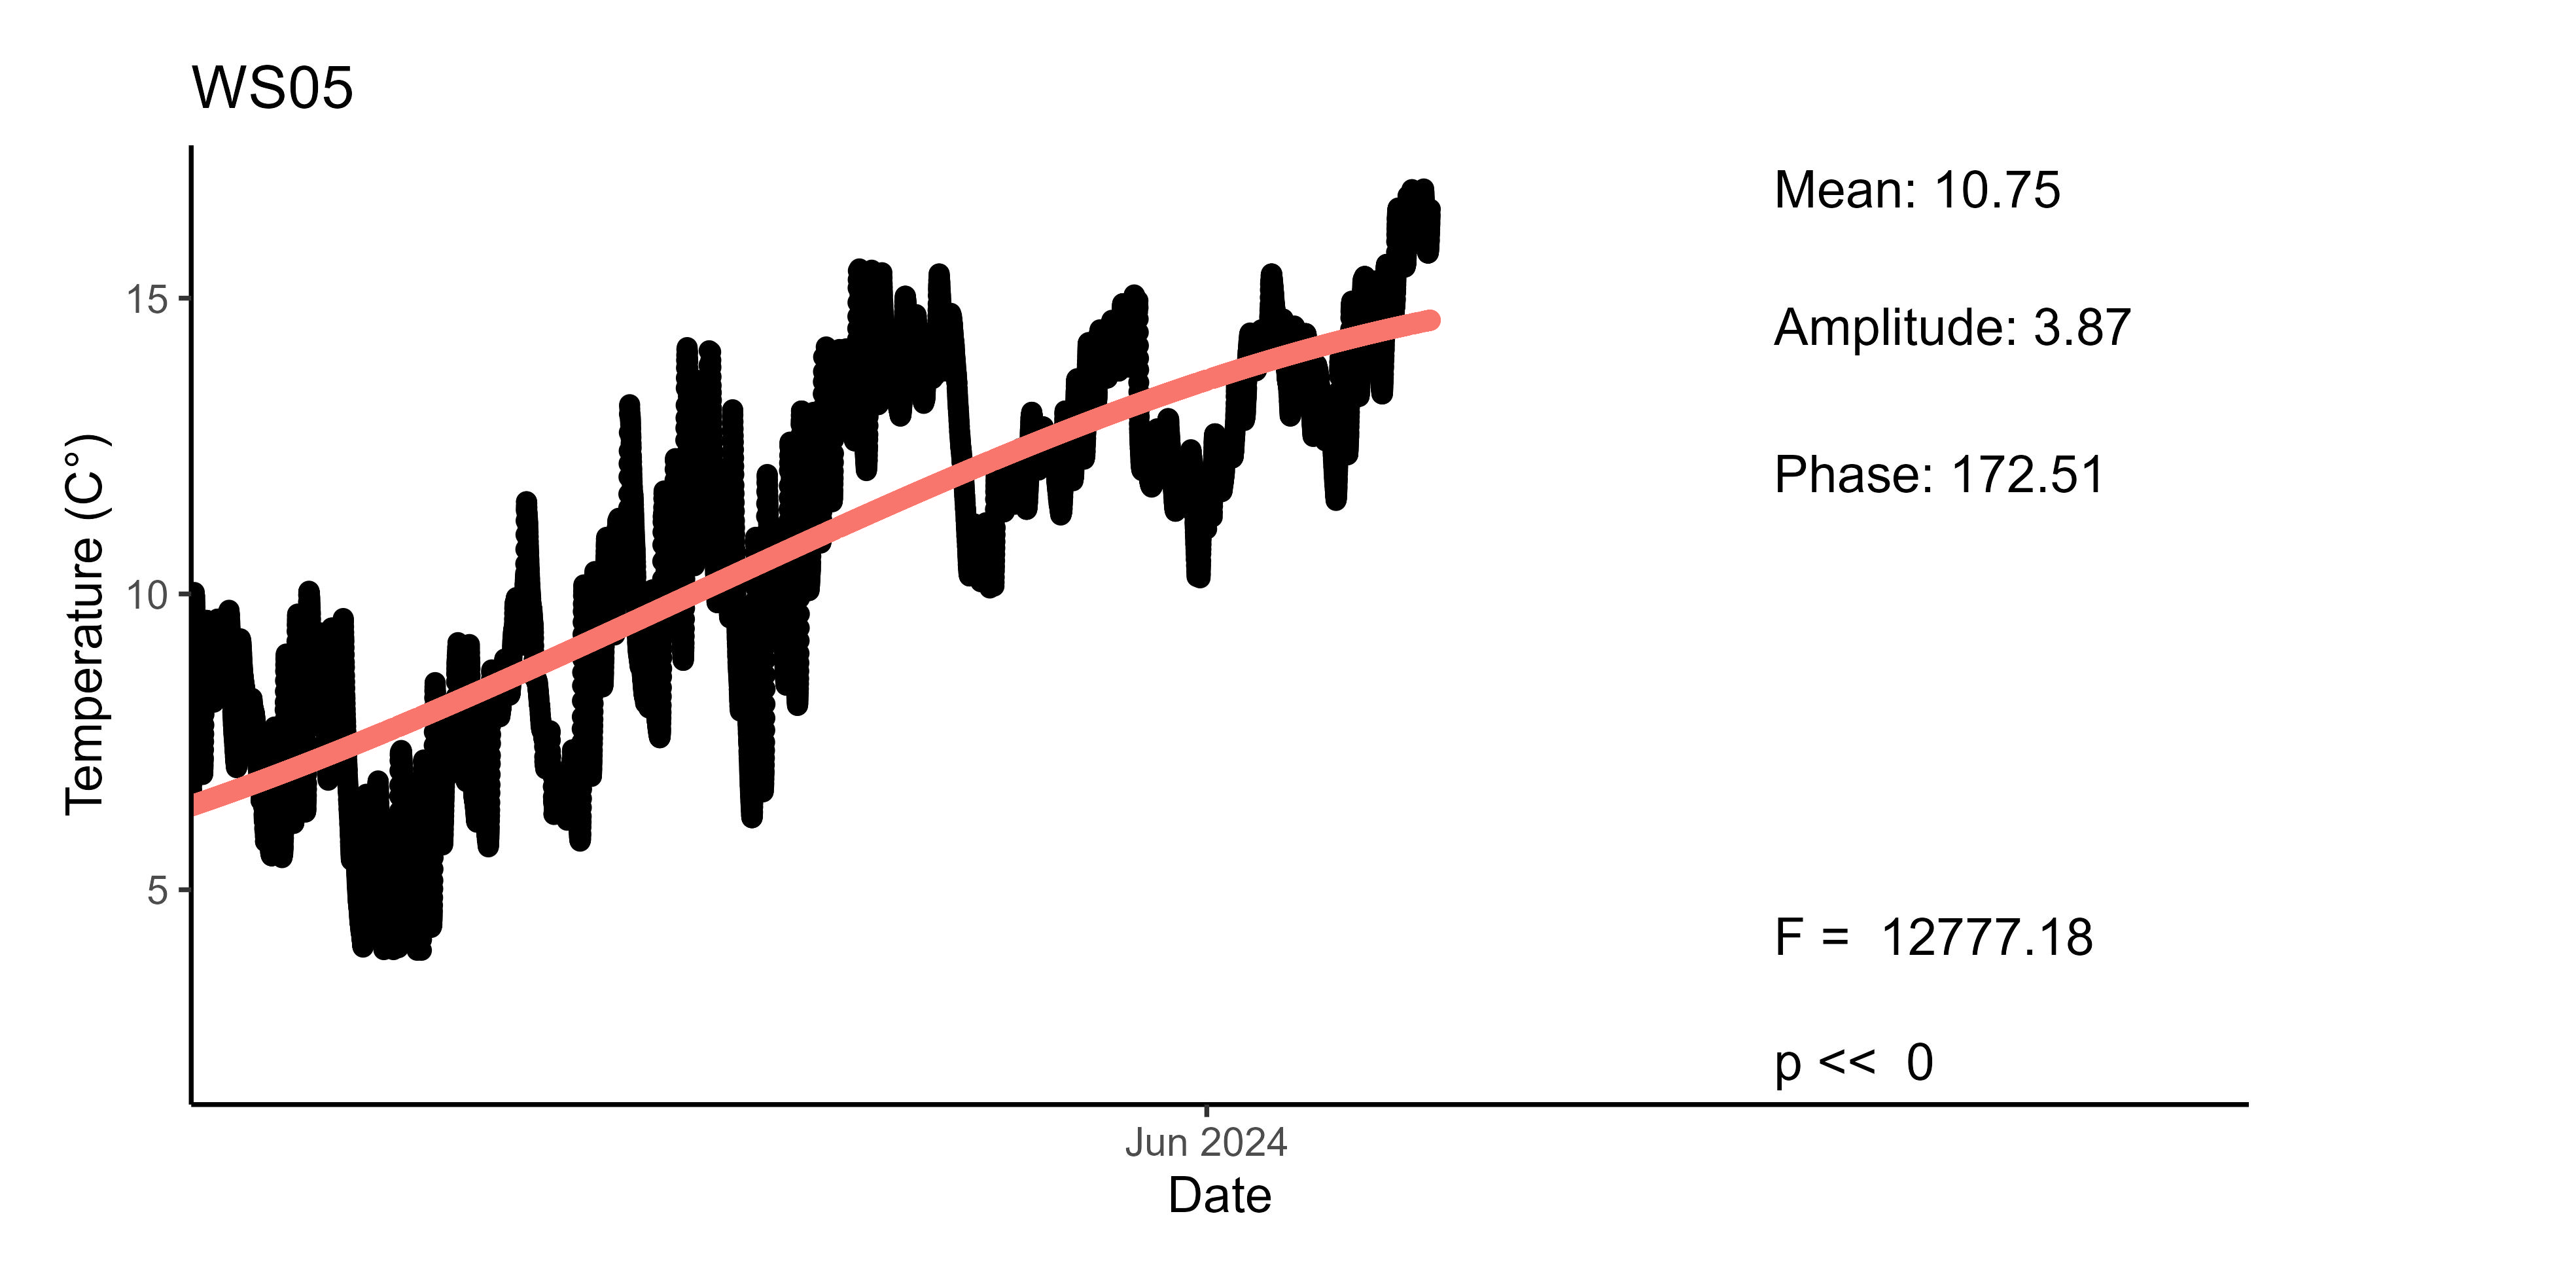 WS05
Mean: 10.75
Amplitude: 3.87
Phase: 172.51
F =  12777.18
p <<  0
15
10
5
Temperature (C°)
Jun 2024
Date